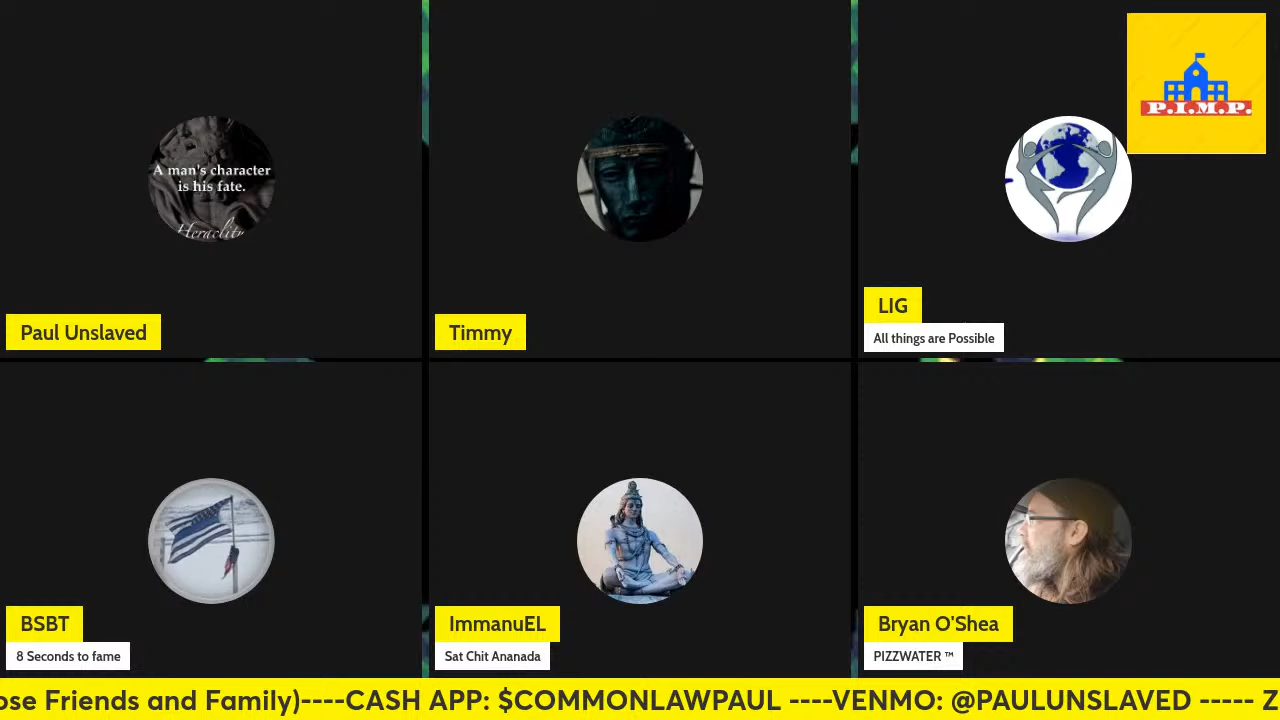 A man's character
is his fate.
Heraclitu
Paul Unslaved
Timmy
P.I.M.P.
LIG
All things are Possible
BSBT
8 Seconds to fame
ImmanuEL
Sat Chit Ananada
Bryan O'Shea
PIZZWATER ™
ose Friends and Family)----CASH APP: $COMMONLAWPAUL ----VENMO: @PAULUNSLAVED ----- Z